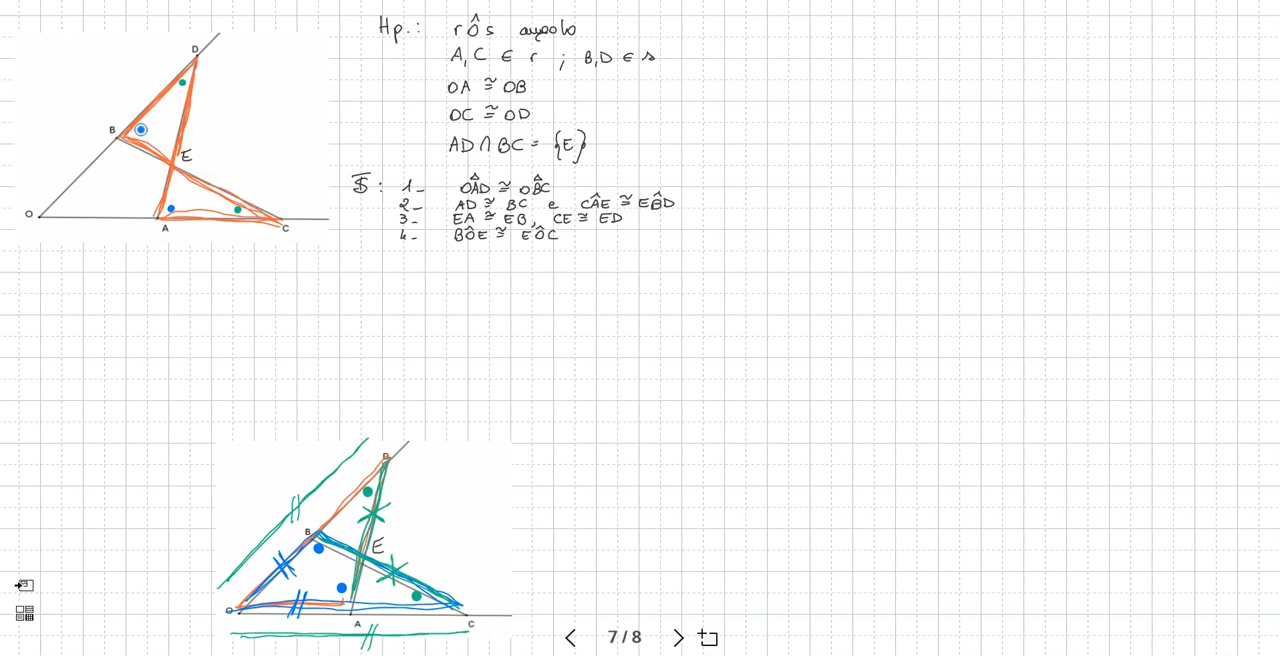 Hp.: rÔs angolo
A, C ∈ r ; B, D ∈ s
OA ≅ OB
OC ≅ OD
AD ∩ BC = {E}
D
B
E
O
A
C
TS: 1- OÂD ≅ OB̂C
2- AD ≅ BC e CÂE ≅ EB̂D
3- EA ≅ EB, CE ≅ ED
4- BÔE ≅ EÔC
D
B
E
O
A
C
7 / 8